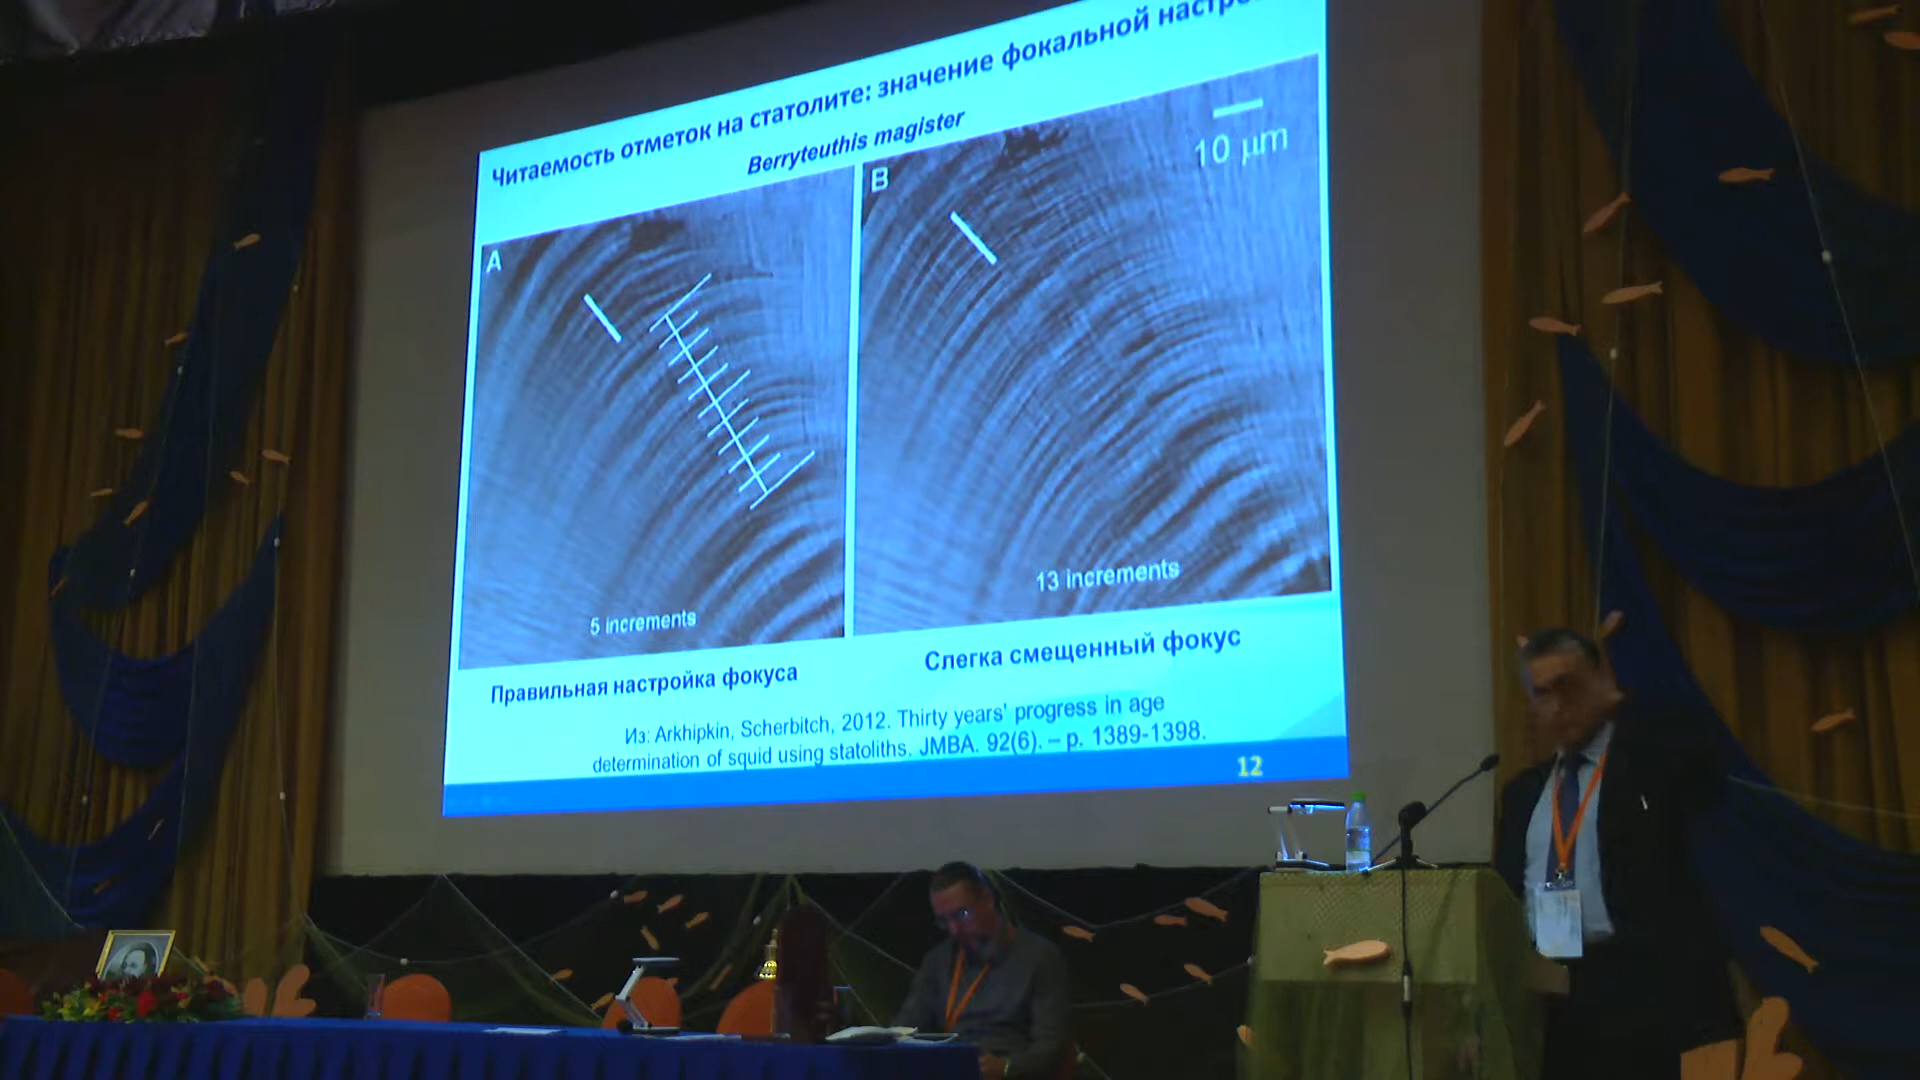 Читаемость отметок на статолите: значение фокальной
Berryteuthis magister
A
B
10 µm
5 increments
13 increments
Правильная настройка фокуса
Слегка смещенный фокус
Из: Arkhipkin, Scherbitch, 2012. Thirty years' progress in age
determination of squid using statoliths. JMBA. 92(6). – p. 1389-1398.
12